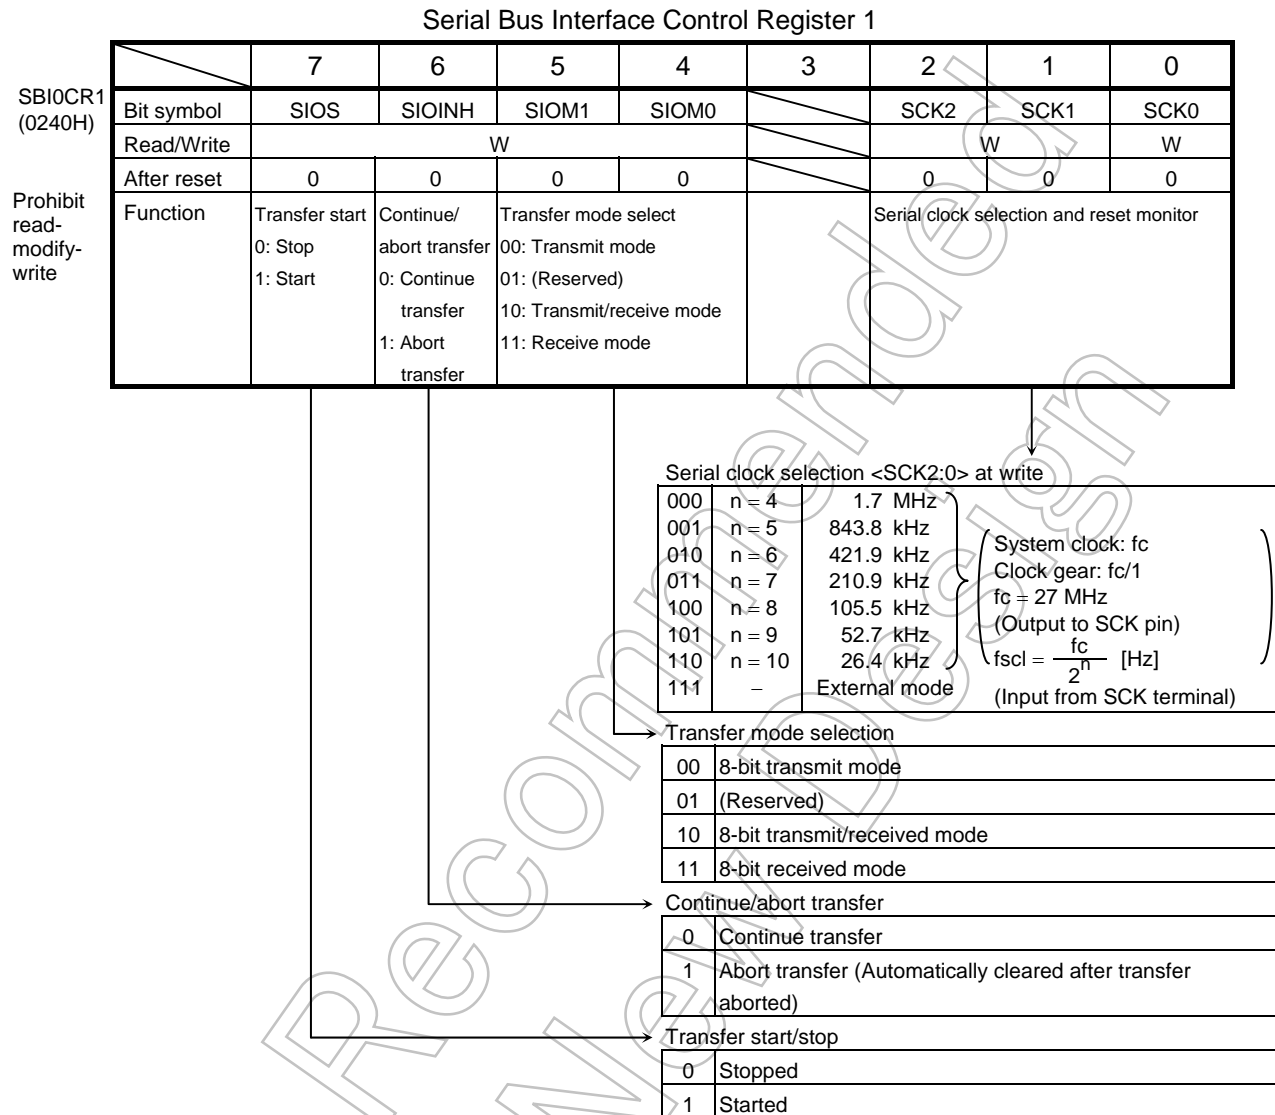 Serial Bus Interface Control Register 1
7 6 5 4 3 2 1 0
SBI0CR1
(0240H)
Bit symbol SIOS SIOINH SIOM1 SIOM0 SCK2 SCK1 SCK0
Read/Write W W W
After reset 0 0 0 0 0 0 0
Prohibit
read-
modify-
write
Function
Transfer start
0: Stop
1: Start
Continue/
abort transfer
0: Continue
transfer
1: Abort
transfer
Transfer mode select
00: Transmit mode
01: (Reserved)
10: Transmit/receive mode
11: Receive mode
Serial clock selection and reset monitor
Serial clock selection <SCK2:0> at write
000 n = 4 1.7 MHz
001 n = 5 843.8 kHz
010 n = 6 421.9 kHz
011 n = 7 210.9 kHz
100 n = 8 105.5 kHz
101 n = 9 52.7 kHz
110 n = 10 26.4 kHz
111 – External mode
System clock: fc
Clock gear: fc/1
fc = 27 MHz
(Output to SCK pin)
fscl = fc / 2^n [Hz]
(Input from SCK terminal)
Transfer mode selection
00 8-bit transmit mode
01 (Reserved)
10 8-bit transmit/received mode
11 8-bit received mode
Continue/abort transfer
0 Continue transfer
1 Abort transfer (Automatically cleared after transfer
aborted)
Transfer start/stop
0 Stopped
1 Started
Recommended
New Design